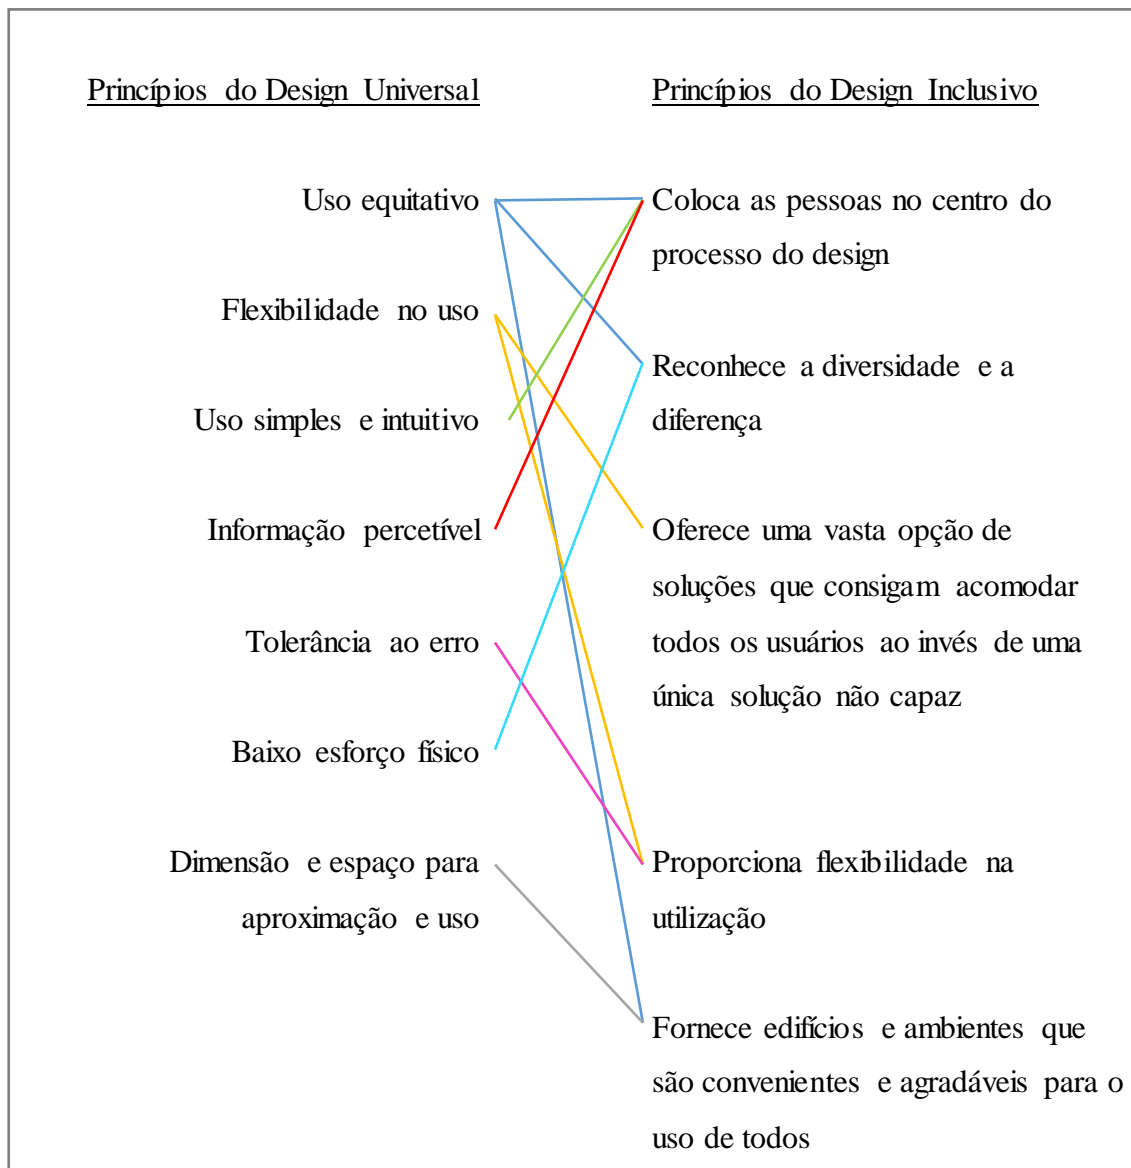 Princípios do Design Universal
Uso equitativo
Flexibilidade no uso
Uso simples e intuitivo
Informação percetível
Tolerância ao erro
Baixo esforço físico
Dimensão e espaço para
aproximação e uso
Princípios do Design Inclusivo
Coloca as pessoas no centro do
processo do design
Reconhece a diversidade e a
diferença
Oferece uma vasta opção de
soluções que consigam acomodar
todos os usuários ao invés de uma
única solução não capaz
Proporciona flexibilidade na
utilização
Fornece edifícios e ambientes que
são convenientes e agradáveis para o
uso de todos